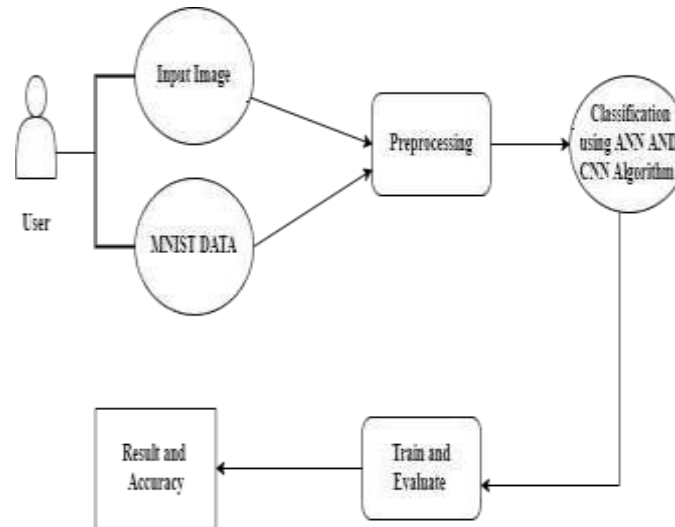 Input Image
User
MNIST DATA
Preprocessing
Classification
using ANN AND
CNN Algorithm
Train and
Evaluate
Result and
Accuracy